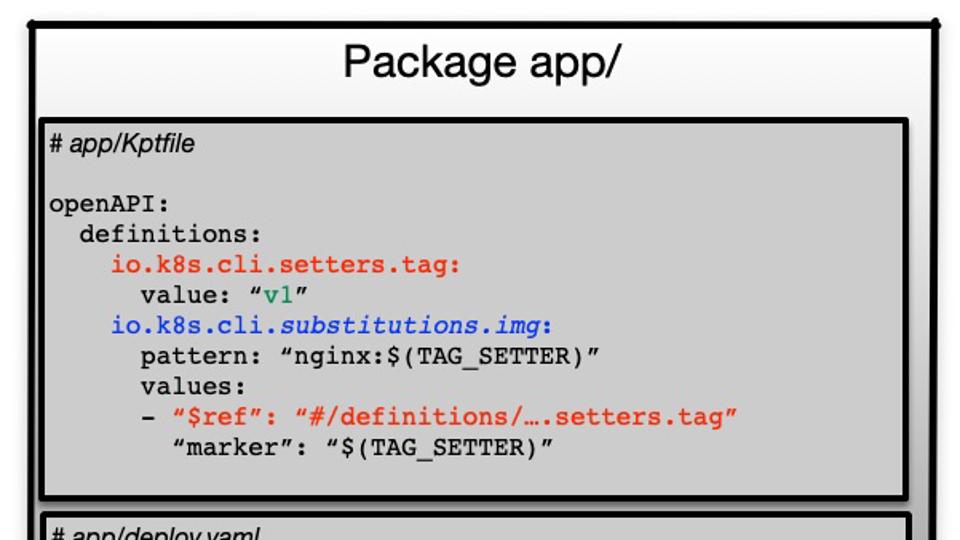 Package app/
# app/Kptfile
openAPI:
  definitions:
    io.k8s.cli.setters.tag:
      value: “v1”
    io.k8s.cli.substitutions.img:
      pattern: “nginx:$(TAG_SETTER)”
      values:
      - “$ref”: “#/definitions/….setters.tag”
        “marker”: “$(TAG_SETTER)”
# app/deploy.yaml